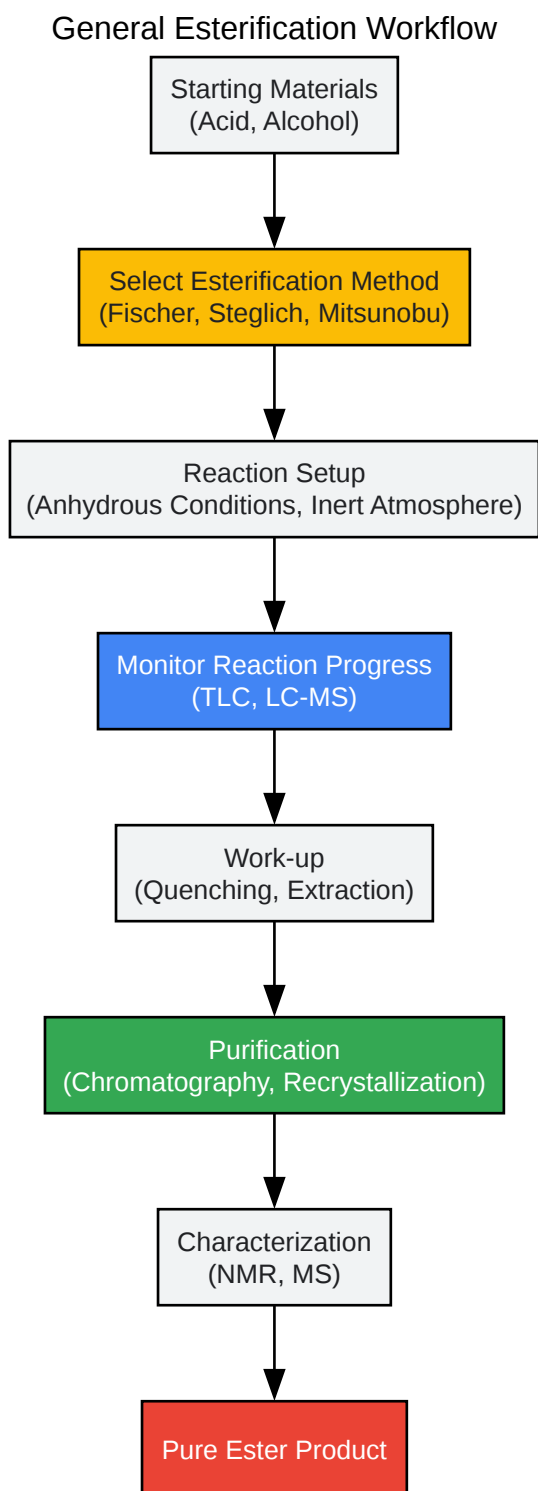 General Esterification Workflow
Starting Materials
(Acid, Alcohol)
Select Esterification Method
(Fischer, Steglich, Mitsunobu)
Reaction Setup
(Anhydrous Conditions, Inert Atmosphere)
Monitor Reaction Progress
(TLC, LC-MS)
Work-up
(Quenching, Extraction)
Purification
(Chromatography, Recrystallization)
Characterization
(NMR, MS)
Pure Ester Product